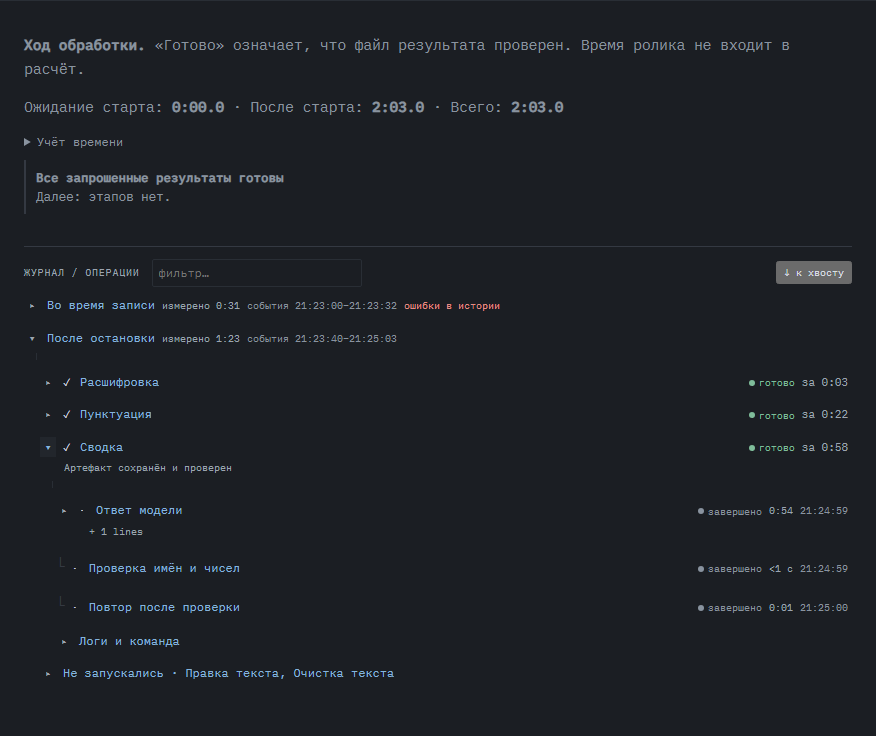 Ход обработки. «Готово» означает, что файл результата проверен. Время ролика не входит в
расчёт.
Ожидание старта: 0:00.0 · После старта: 2:03.0 · Всего: 2:03.0
▶ Учёт времени
Все запрошенные результаты готовы
Далее: этапов нет.
ЖУРНАЛ / ОПЕРАЦИИ фильтр… ↓ к хвосту
▸ Во время записи измерено 0:31 события 21:23:00–21:23:32 ошибки в истории
▾ После остановки измерено 1:23 события 21:23:40–21:25:03
▸ ✓ Расшифровка ● готово за 0:03
▸ ✓ Пунктуация ● готово за 0:22
▾ ✓ Сводка ● готово за 0:58
Артефакт сохранён и проверен
▸ · Ответ модели ● завершено 0:54 21:24:59
+ 1 lines
· Проверка имён и чисел ● завершено <1 с 21:24:59
· Повтор после проверки ● завершено 0:01 21:25:00
▸ Логи и команда
▸ Не запускались · Правка текста, Очистка текста